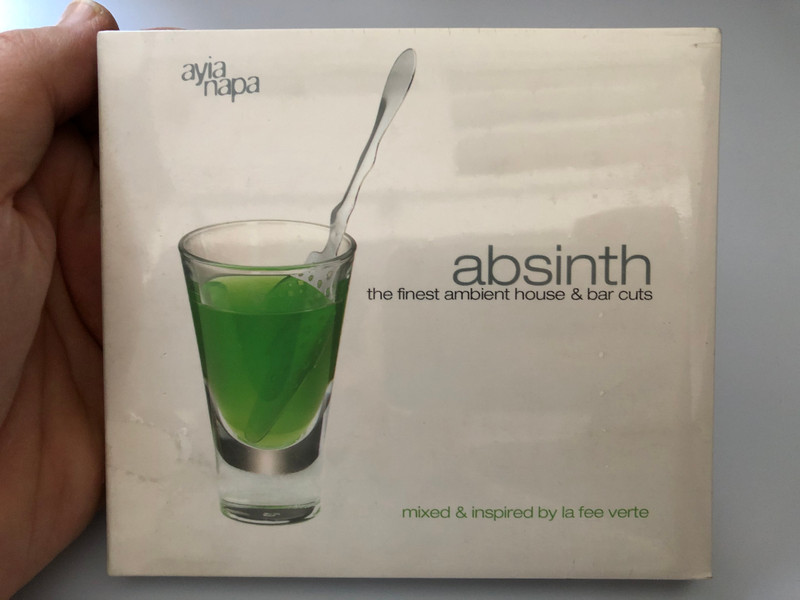 ayia
napa
absinth
the finest ambient house & bar cuts
mixed & inspired by la fee verte